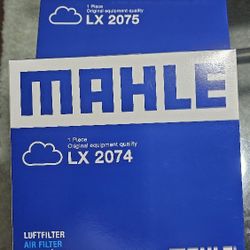 1 Piece
Original equipment quality
LX 2075
MAHLE
1 Piece
Original equipment quality
LX 2074
LUFTFILTER
AIR FILTER